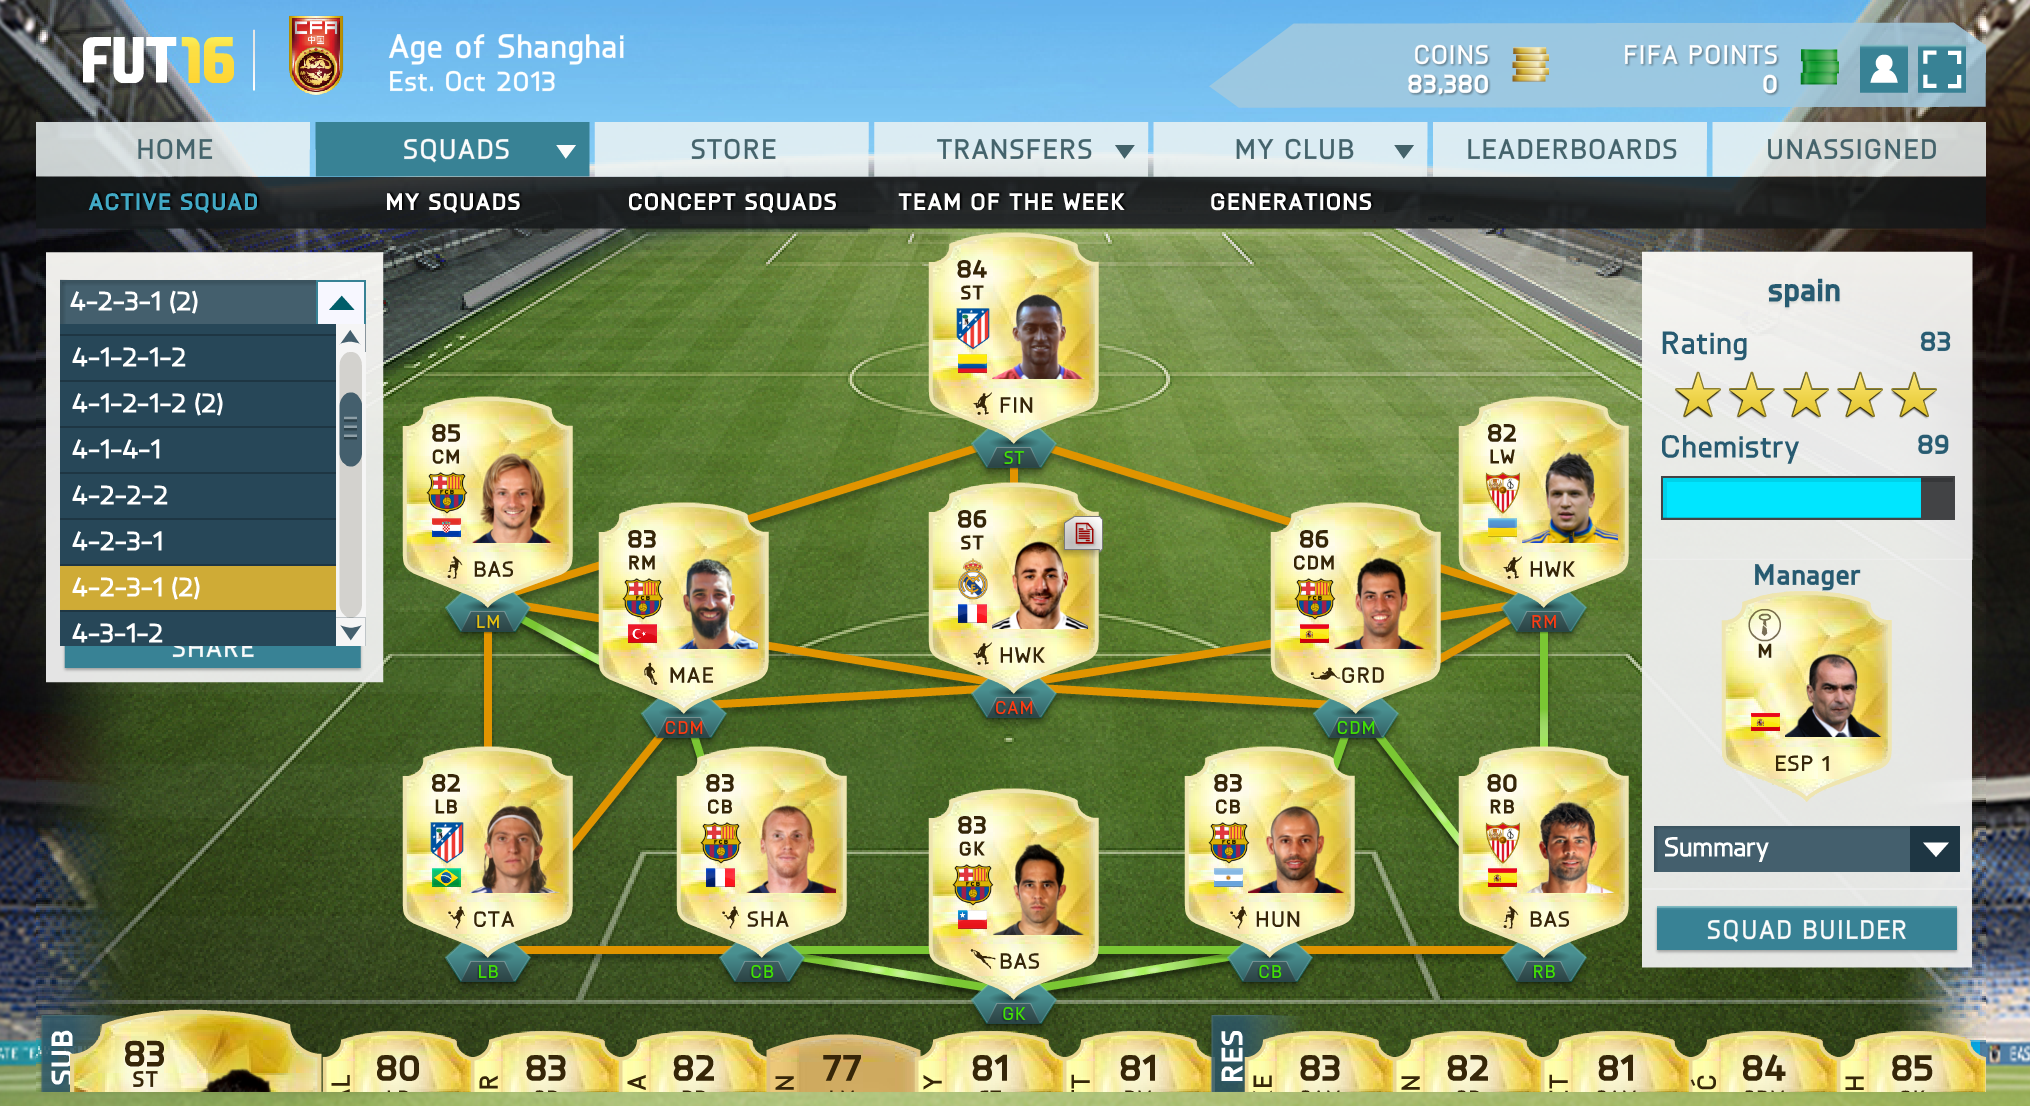 FUT16
CFA
中国
Age of Shanghai
Est. Oct 2013
COINS
83,380
FIFA POINTS
0
HOME
SQUADS
STORE
TRANSFERS
MY CLUB
LEADERBOARDS
UNASSIGNED
ACTIVE SQUAD
MY SQUADS
CONCEPT SQUADS
TEAM OF THE WEEK
GENERATIONS
4-2-3-1 (2)
4-1-2-1-2
4-1-2-1-2 (2)
4-1-4-1
4-2-2-2
4-2-3-1
4-2-3-1 (2)
4-3-1-2
SHARE
84
ST
FIN
ST
85
CM
BAS
LM
83
RM
MAE
CDM
86
ST
HWK
CAM
86
CDM
GRD
CDM
82
LW
HWK
RM
82
LB
CTA
LB
83
CB
SHA
CB
83
GK
BAS
GK
83
CB
HUN
CB
80
RB
BAS
RB
spain
Rating 83
Chemistry 89
Manager
M
ESP 1
Summary
SQUAD BUILDER
SUB
83
ST
80
83
82
77
81
81
RES
83
82
81
84
85